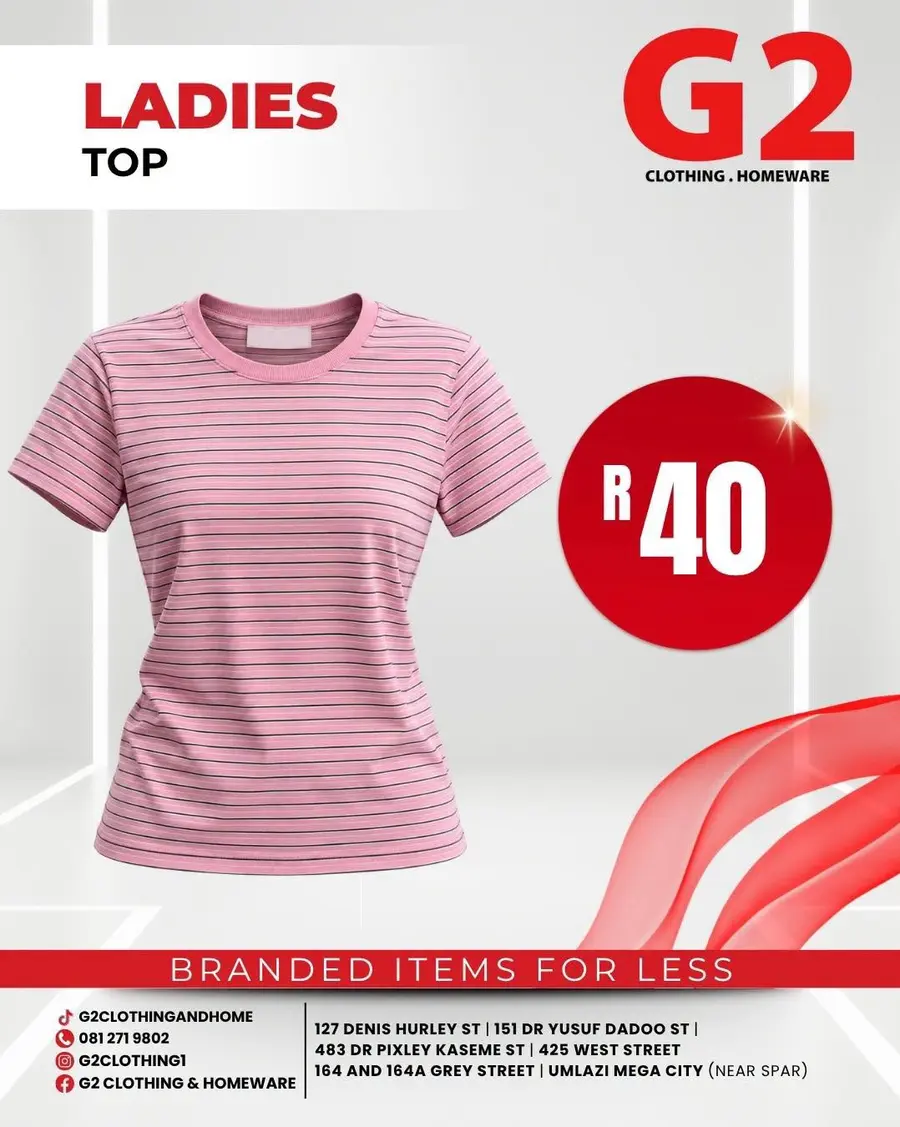 LADIES
TOP
G2
CLOTHING . HOMEWARE
R40
BRANDED ITEMS FOR LESS
G2CLOTHINGANDHOME
081 271 9802
G2CLOTHING1
G2 CLOTHING & HOMEWARE
127 DENIS HURLEY ST | 151 DR YUSUF DADOO ST |
483 DR PIXLEY KASEME ST | 425 WEST STREET
164 AND 164A GREY STREET | UMLAZI MEGA CITY (NEAR SPAR)